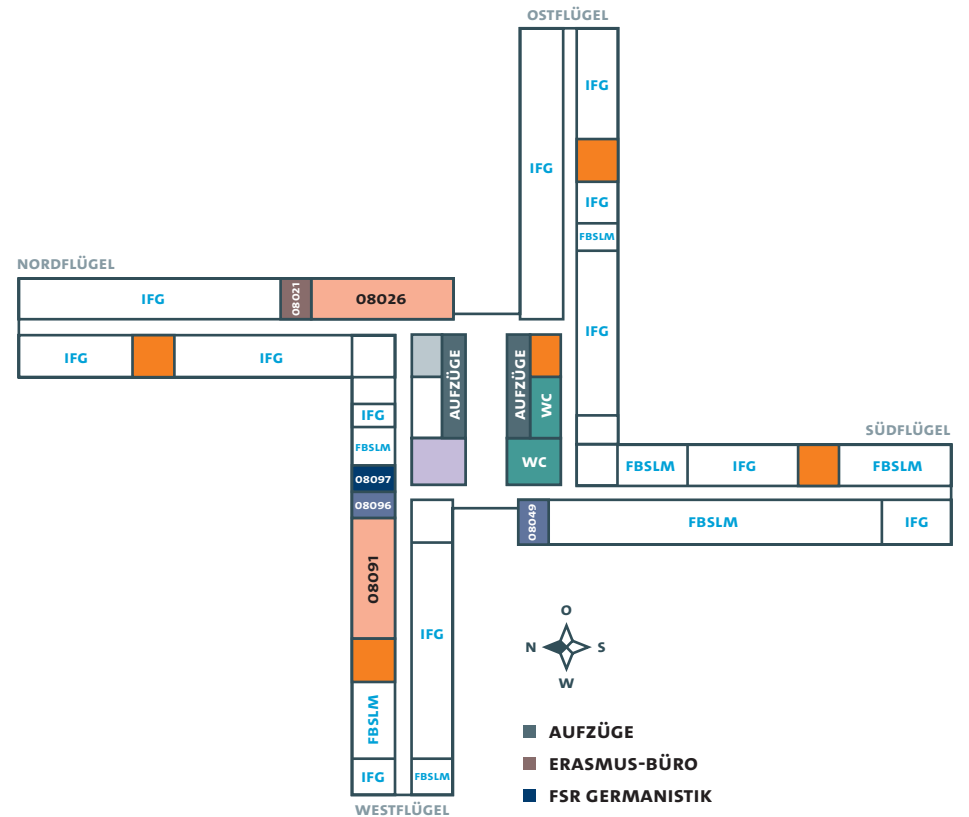 OSTFLÜGEL
IFG
IFG
IFG
FBSLM
NORDFLÜGEL
IFG
08021
08026
IFG
IFG
IFG
AUFZÜGE
AUFZÜGE
WC
WC
IFG
FBSLM
08097
08096
08091
FBSLM
IFG
IFG
FBSLM
WESTFLÜGEL
SÜDFLÜGEL
FBSLM
IFG
FBSLM
08049
FBSLM
IFG
O
N
S
W
AUFZÜGE
ERASMUS-BÜRO
FSR GERMANISTIK